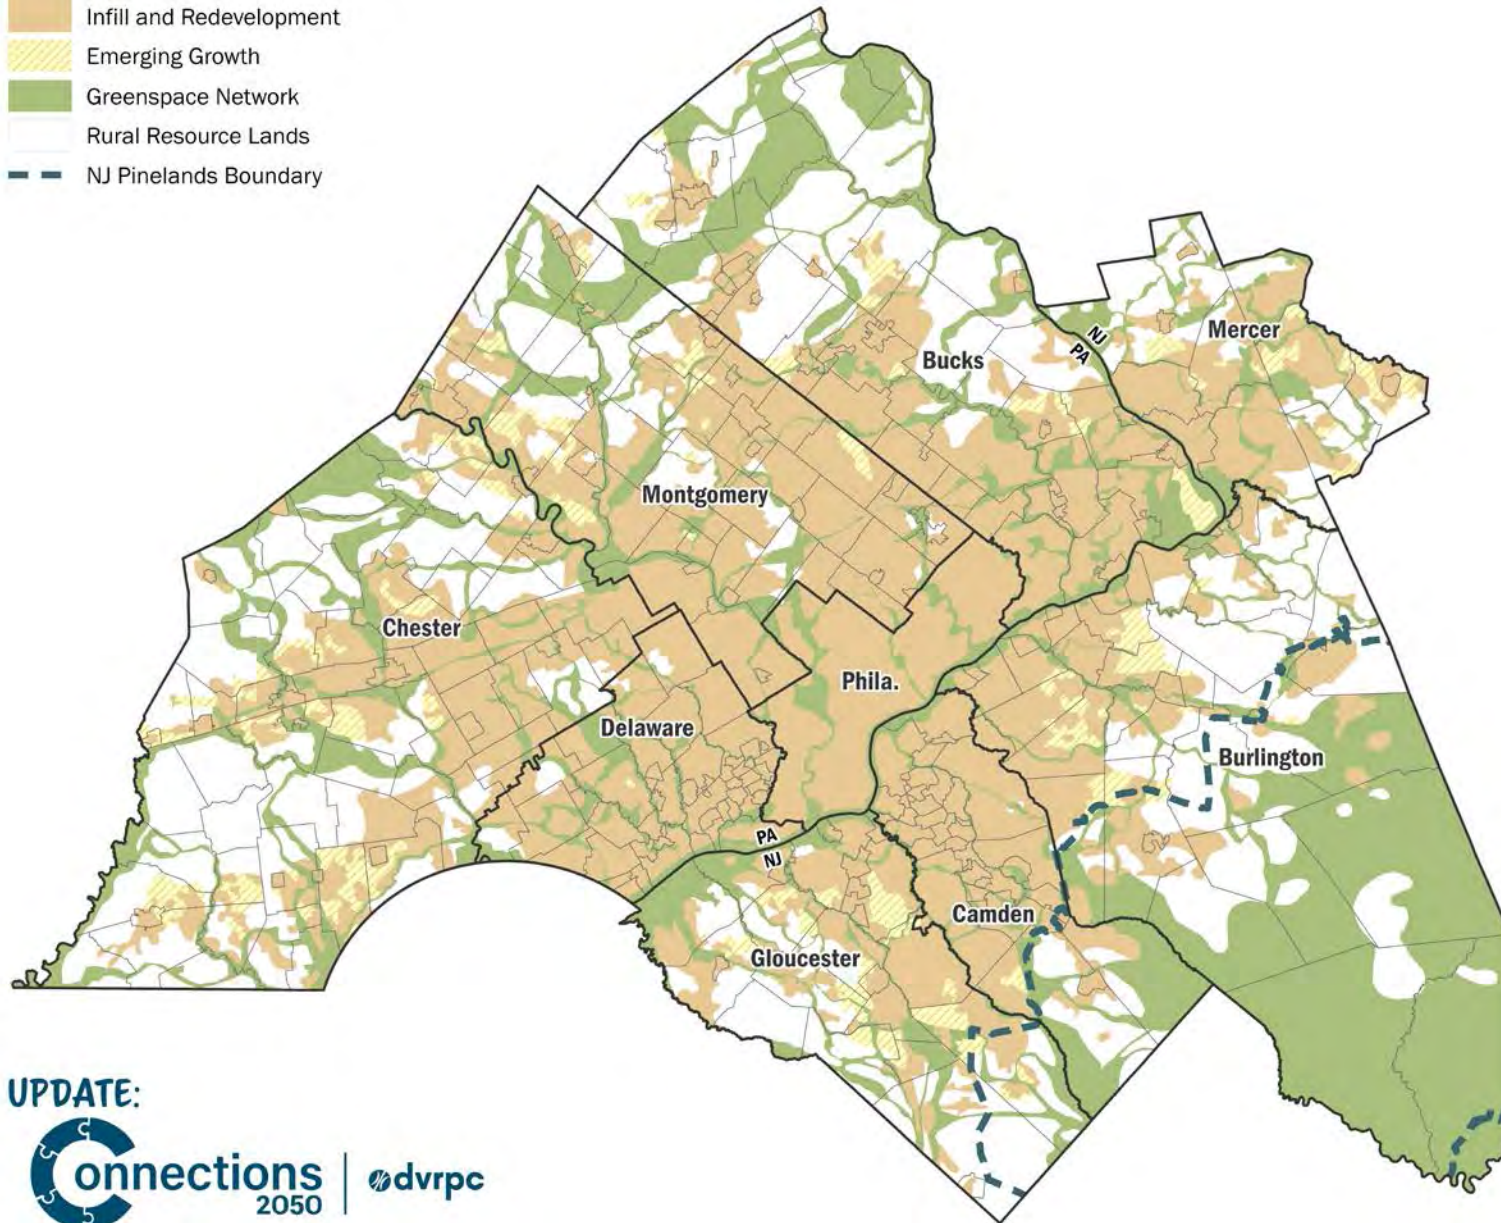 Infill and Redevelopment
Emerging Growth
Greenspace Network
Rural Resource Lands
NJ Pinelands Boundary
NJ
PA
Mercer
Bucks
Montgomery
Chester
Phila.
Delaware
Burlington
PA
NJ
Camden
Gloucester
UPDATE:
Connections
2050
dvrpc